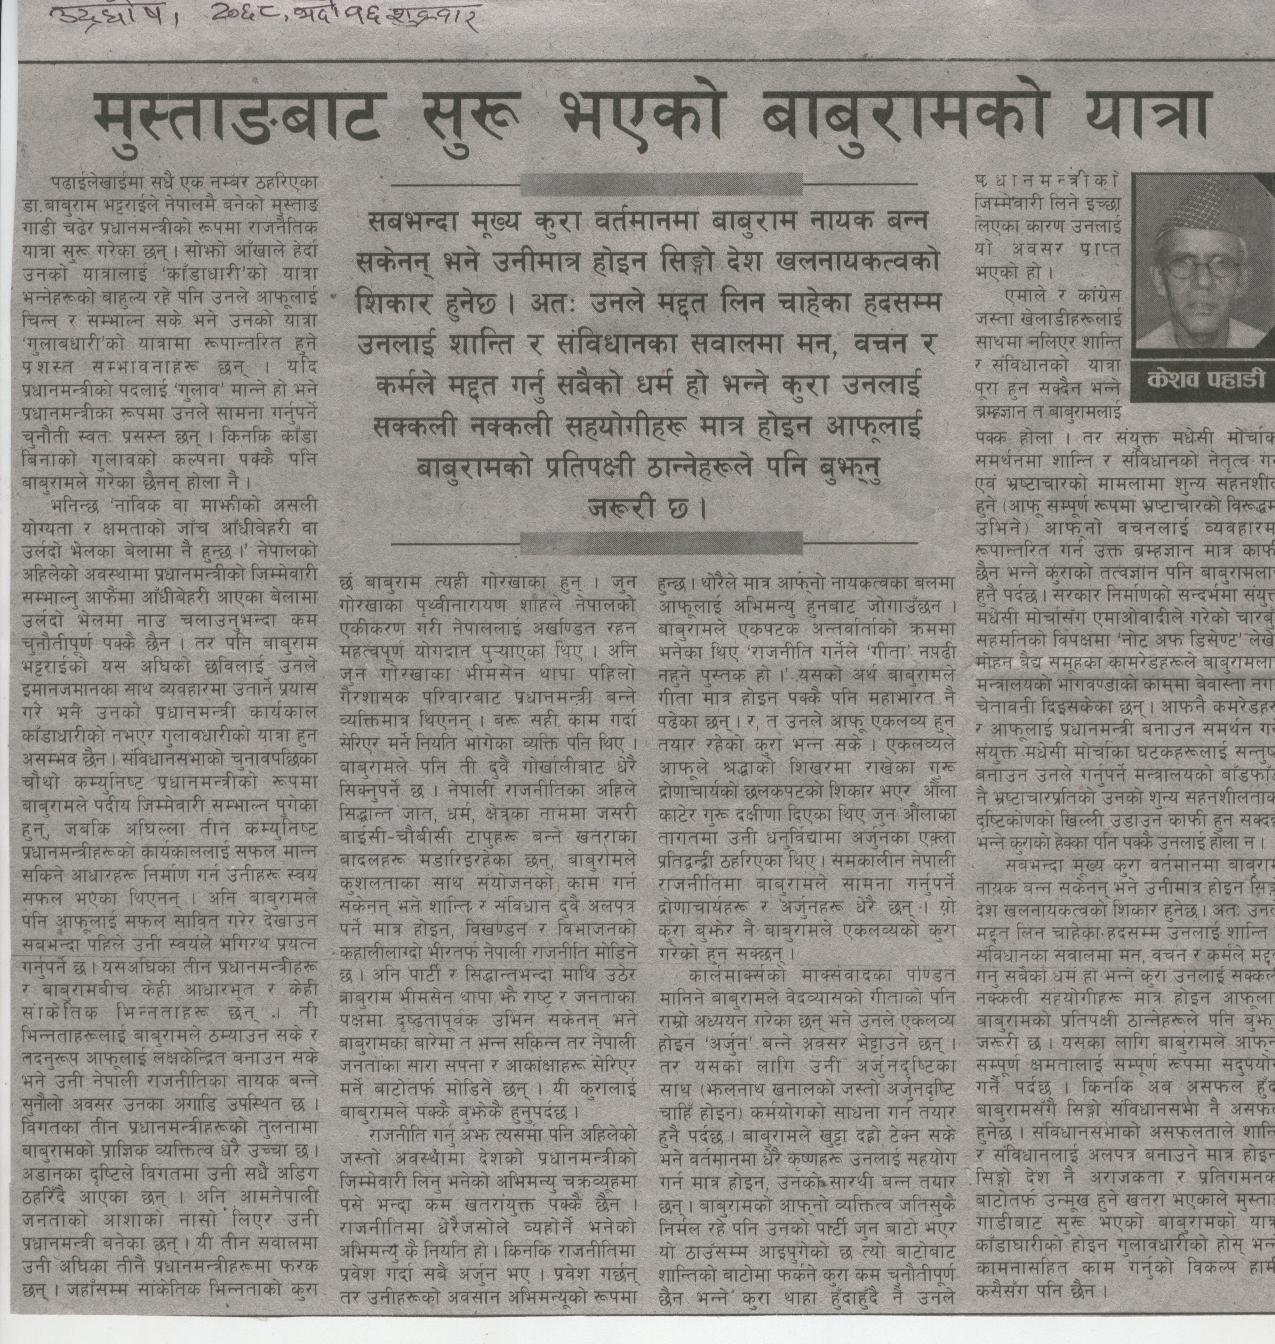 उद्घोष, २०६८, भदौ १६ शुक्रवार
मुस्ताङबाट सुरू भएको बाबुरामको यात्रा
पढाईलेखाईमा सधै एक नम्बर ठहरिएका
डा.बाबुराम भट्टराईले नेपालमै बनेको मुस्ताङ
गाडी चढेर प्रधानमन्त्रीको रूपमा राजनैतिक
यात्रा सुरू गरेका छन् । सोझो आँखाले हेर्दा
उनको यात्रालाई 'काँडाधारी'को यात्रा
भन्नेहरूको बाहुल्य रहे पनि उनले आफूलाई
चिन्न र सम्भाल्न सके भने उनको यात्रा
'गुलाबधारी'को यात्रामा रूपान्तरित हुने
प्रशस्त सम्भावनाहरू छन् । यदि
प्रधानमन्त्रीको पदलाई 'गुलाव' मान्ने हो भने
प्रधानमन्त्रीका रूपमा उनले सामना गर्नुपर्ने
चुनौती स्वतः प्रसस्त छन् । किनकि काँडा
बिनाको गुलावको कल्पना पक्कै पनि
बाबुरामले गरेका छैनन् होला नै ।
भनिन्छ 'नाविक वा माझीको असली
योग्यता र क्षमताको जाँच आँधीबेहरी वा
उर्लदो भेलका बेलामा नै हुन्छ ।' नेपालको
अहिलेको अवस्थामा प्रधानमन्त्रीको जिम्मेवारी
सम्भाल्नु आफैमा आँधीबेहरी आएका बेलामा
उर्लदो भेलमा नाउ चलाउनुभन्दा कम
चुनौतीपूर्ण पक्कै छैन । तर पनि बाबुराम
भट्टराईको यस अघिको छविलाई उनले
इमानजमानका साथ व्यवहारमा उतार्ने प्रयास
गरे भने उनको प्रधानमन्त्री कार्यकाल
काँडाधारीको नभएर गुलावधारीको यात्रा हुन
असम्भव छैन । संविधानसभाको चुनावपछिका
चौथो कम्युनिष्ट प्रधानमन्त्रीको रूपमा
बाबुरामले पदीय जिम्मेवारी सम्भाल्न पुगेका
हुन्, जबकि अघिल्ला तीन कम्युनिष्ट
प्रधानमन्त्रीहरूको कार्यकाललाई सफल मान्न
सकिने आधारहरू निर्माण गर्न उनीहरू स्वयं
सफल भएका थिएनन् । अनि बाबुरामले
पनि आफूलाई सफल सावित गरेर देखाउन
सबभन्दा पहिले उनी स्वयंले भगिरथ प्रयत्न
गर्नुपर्ने छ । यसअघिका तीन प्रधानमन्त्रीहरू
र बाबुरामबीच केही आधारभूत र केही
सांकेतिक भिन्नताहरू छन् । ती
भिन्नताहरूलाई बाबुरामले ठम्याउन सके र
तदनुरूप आफूलाई लक्षकेन्द्रित बनाउन सके
भने उनी नेपाली राजनीतिका नायक बन्ने
सुनौलो अवसर उनका अगाडि उपस्थित छ ।
विगतका तीन प्रधानमन्त्रीहरूको तुलनामा
बाबुरामको प्राज्ञिक व्यक्तित्व धेरै उच्चा छ ।
अडानका दृष्टिले विगतमा उनी सधै अडिग
ठहरिँदै आएका छन् । अनि आमनेपाली
जनताको आशाको नासो लिएर उनी
प्रधानमन्त्री बनेका छन् । यी तीन सवालमा
उनी अघिका तीनै प्रधानमन्त्रीहरूमा फरक
छन् । जहाँसम्म सांकेतिक भिन्नताको कुरा
सबभन्दा मूख्य कुरा वर्तमानमा बाबुराम नायक बन्न
सकेनन् भने उनीमात्र होइन सिङ्गो देश खलनायकत्वको
शिकार हुनेछ । अतः उनले मद्दत लिन चाहेका हदसम्म
उनलाई शान्ति र संविधानका सवालमा मन, वचन र
कर्मले मद्दत गर्नु सबैको धर्म हो भन्ने कुरा उनलाई
सक्कली नक्कली सहयोगीहरू मात्र होइन आफूलाई
बाबुरामको प्रतिपक्षी ठान्नेहरूले पनि बुझ्नु
जरूरी छ ।
छ बाबुराम त्यही गोरखाका हुन् । जुन
गोरखाका पृथ्वीनारायण शाहले नेपालको
एकीकरण गरी नेपाललाई अखण्डित रहन
महत्वपूर्ण योगदान पुऱ्याएका थिए । अनि
जुन गोरखाका भीमसेन थापा पहिलो
गैरशासक परिवारबाट प्रधानमन्त्री बन्ने
व्यक्तिमात्र थिएनन् । बरू सही काम गर्दा
सेरिएर मर्ने नियति भोगेका व्यक्ति पनि थिए ।
बाबुरामले पनि ती दुवै गोर्खालीबाट धेरै
सिक्नुपर्ने छ । नेपाली राजनीतिका अहिले
सिद्धान्त जात, धर्म, क्षेत्रका नाममा जसरी
बाईसी-चौबीसी टापुहरू बन्ने खतराका
बादलहरू मडारिइरहेका छन्, बाबुरामले
कुशलताका साथ संयोजनको काम गर्न
सकेनन् भने शान्ति र संविधान दुवै अलपत्र
पर्ने मात्र होइन, विखण्डन र विभाजनको
कहालीलाग्दो भीरतर्फ नेपाली राजनीति मोडिने
छ । अनि पार्टी र सिद्धान्तभन्दा माथि उठेर
बाबुराम भीमसेन थापा झै राष्ट्र र जनताका
पक्षमा दृष्ढतापूर्वक उभिन सकेनन् भने
बाबुरामका बारेमा त भन्न सकिन्न तर नेपाली
जनताका सारा सपना र आकांक्षाहरू सेरिएर
मर्ने बाटोतर्फ मोडिने छन् । यी कुरालाई
बाबुरामले पक्कै बुझेकै हुनुपर्दछ ।
राजनीति गर्नु अझ त्यसमा पनि अहिलेको
जस्तो अवस्थामा देशको प्रधानमन्त्रीको
जिम्मेवारी लिनु भनेको अभिमन्यु चक्रव्यूहमा
पसे भन्दा कम खतरायुक्त पक्कै छैन ।
राजनीतिमा धेरैजसोले व्यहोर्ने भनेको
अभिमन्यु कै नियति हो । किनकि राजनीतिमा
प्रवेश गर्दा सबै अर्जुन भए । प्रवेश गर्छन्
तर उनीहरूको अवसान अभिमन्यूको रूपमा
हुन्छ । थोरैले मात्र आफ्नो नायकत्वका बलमा
आफूलाई अभिमन्यु हुनबाट जोगाउँछन ।
बाबुरामले एकपटक अन्तर्वार्ताको क्रममा
भनेका थिए 'राजनीति गर्नेले 'गीता' नपढी
नहुने पुस्तक हो ।' यसको अर्थ बाबुरामले
गीता मात्र होइन पक्कै पनि महाभारत नै
पढेका छन् । र, त उनले आफू एकलव्य हुन
तयार रहेको कुरा भन्न सके । एकलव्यले
आफूले श्रद्धाको शिखरमा राखेका गुरू
द्रोणाचार्यको छलकपटको शिकार भएर औंला
काटेर गुरू दक्षीणा दिएका थिए जुन औंलाका
तागतमा उनी धनुर्विद्यामा अर्जुनका एक्ला
प्रतिद्वन्द्वी ठहरिएका थिए । समकालीन नेपाली
राजनीतिमा बाबुरामले सामना गर्नुपर्ने
द्रोणाचार्यहरू र अर्जुनहरू धेरै छन् । यो
कुरा बुझेर नै बाबुरामले एकलव्यको कुरा
गरेको हुन सक्छन् ।
कार्लमार्क्सको मार्क्सवादका पण्डित
मानिने बाबुरामले वेदव्यासको गीताको पनि
राम्रो अध्ययन गरेका छन् भने उनले एकलव्य
होइन 'अर्जुन' बन्ने अवसर भेट्टाउने छन् ।
तर यसका लागि उनी अर्जुनदृष्टिका
साथ (झलनाथ खनालको जस्तो अर्जुनदृष्टि
चाहिँ होइन) कर्मयोगको साधना गर्न तयार
हुनै पर्दछ । बाबुरामले खुट्टा दह्रो टेक्न सके
भने वर्तमानमा धेरै कृष्णहरू उनलाई सहयोग
गर्न मात्र होइन, उनको सारथी बन्न तयार
छन् । बाबुरामको आफ्नो व्यक्तित्व जतिसुकै
निर्मल रहे पनि उनको पार्टी जुन बाटो भएर
यो ठाउँसम्म आइपुगेको छ त्यो बाटोबाट
शान्तिको बाटोमा फर्कने कुरा कम चुनौतीपूर्ण
छैन भन्ने कुरा थाहा हुँदाहुँदै नै उनले
प्रधानमन्त्रीको
जिम्मेवारी लिने इच्छा
लिएका कारण उनलाई
यो अवसर प्राप्त
भएको हो ।
एमाले र कांग्रेस
जस्ता खेलाडीहरूलाई
साथमा नलिएर शान्ति
र संविधानको यात्रा
पूरा हुन सक्दैन भन्ने
ब्रम्हज्ञान त बाबुरामलाई
केशव पहाडी
पक्क होला । तर संयुक्त मधेसी मोर्चाक
समर्थनमा शान्ति र संविधानको नेतृत्व गर्न
एवं भ्रष्टाचारको मामलामा शुन्य सहनशील
हुने (आफू सम्पूर्ण रूपमा भ्रष्टाचारको विरूद्धम
उभिने) आफ्नो वचनलाई व्यवहारम
रूपान्तरित गर्न उक्त ब्रम्हज्ञान मात्र काफी
छैन भन्ने कुराको तत्वज्ञान पनि बाबुरामला
हुनै पर्दछ । सरकार निर्माणको सन्दर्भमा संयुक्त
मधेसी मोर्चासँग एमाओवादीले गरेको चारबुँ
सहमतिको विपक्षमा 'नोट अफ डिसेण्ट' लेखे
मोहन वैद्य समूहका कामरेडहरूले बाबुरामला
मन्त्रालयको भागवण्डाको काममा बेवास्ता नग
चेतावनी दिइसकेका छन् । आफनै कमरेडहर
र आफूलाई प्रधानमन्त्री बनाउन समर्थन गर्
संयुक्त मधेसी मोर्चाका घटकहरूलाई सन्तुष्
बनाउन उनले गर्नुपर्ने मन्त्रालयको बाँडफाँ
नै भ्रष्टाचारप्रतिको उनको शुन्य सहनशीलताक
दृष्टिकोणको खिल्ली उडाउन काफी हुन सक्दछ
भन्ने कुराको हेक्का पनि पक्कै उनलाई होला न ।
सबभन्दा मूख्य कुरा वर्तमानमा बाबुराम
नायक बन्न सकेनन् भने उनीमात्र होइन सिङ्ग
देश खलनायकत्वको शिकार हुनेछ । अतः उनल
मद्दत लिन चाहेका हदसम्म उनलाई शान्ति
संविधानका सवालमा मन, वचन र कर्मले मद्द
गर्नु सबैको धर्म हो भन्ने कुरा उनलाई सक्कल
नक्कली सहयोगीहरू मात्र होइन आफूला
बाबुरामको प्रतिपक्षी ठान्नेहरूले पनि बुझ्न
जरूरी छ । यसका लागि बाबुरामले आफ्न
सम्पूर्ण क्षमतालाई सम्पूर्ण रूपमा सदुपयो
गर्नै पर्दछ । किनकि अब असफल हुँद
बाबुरामसँगै सिङ्गो संविधानसभा नै असफल
हुनेछ । संविधानसभाको असफलताले शान्ति
र संविधानलाई अलपत्र बनाउने मात्र होइन
सिङ्गो देश नै अराजकता र प्रतिगमनक
बाटोतर्फ उन्मूख हुने खतरा भएकाले मुस्ता
गाडीबाट सुरू भएको बाबुरामको यात्र
काँडाघारीको होइन गुलावधारीको होस् भन्न
कामनासहित काम गर्नुको विकल्प हामी
कसैसँग पनि छैन ।